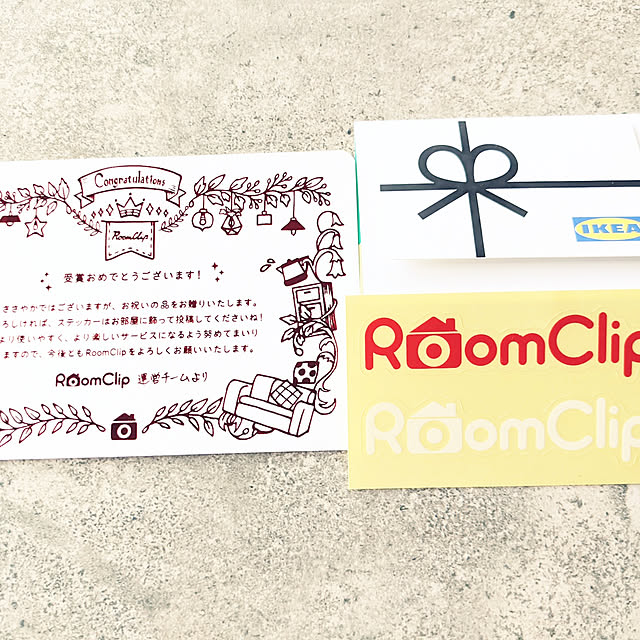 Congratulations
RoomClip
受賞おめでとうございます!
ささやかではございますが、お祝いの品をお贈りいたします。
ろしければ、ステッカーはお部屋に飾って投稿してくださいね!
より使いやすく、より楽しいサービスになるよう努めてまいり
ますので、今後ともRoomClipをよろしくお願いいたします。
RoomClip 運営チームより
IKEA
RoomClip
RoomClip